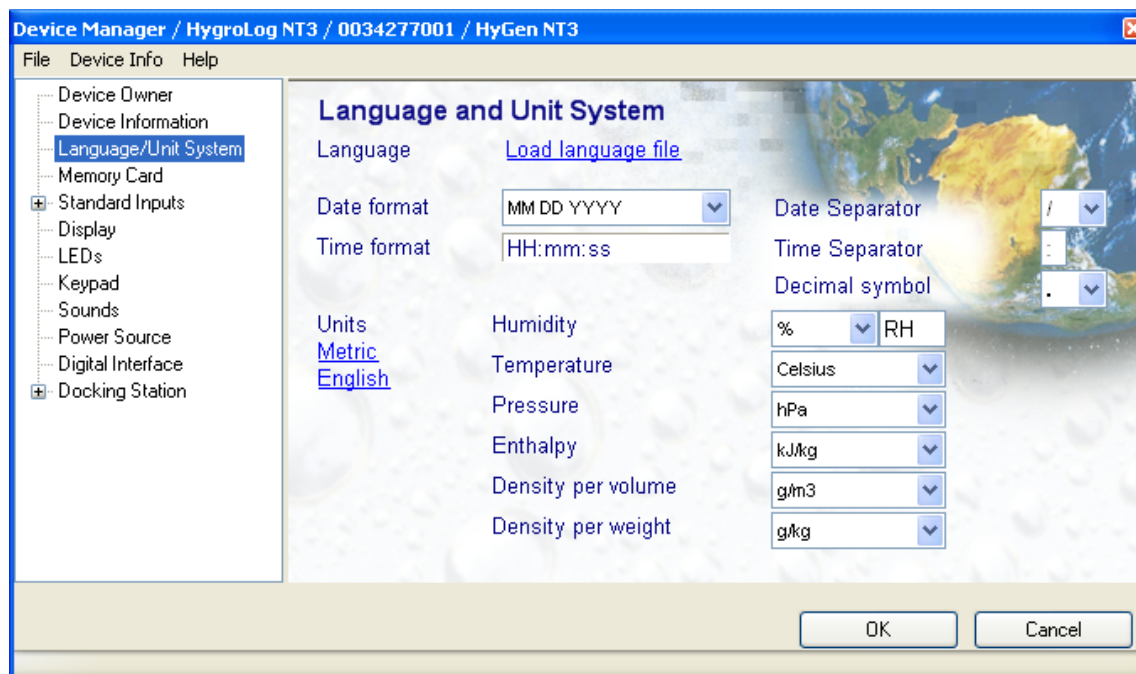 Device Manager / HygroLog NT3 / 0034277001 / HyGen NT3
File Device Info Help
Device Owner
Device Information
Language/Unit System
Memory Card
Standard Inputs
Display
LEDs
Keypad
Sounds
Power Source
Digital Interface
Docking Station
Language and Unit System
Language Load language file
Date format MM DD YYYY Date Separator /
Time format HH:mm:ss Time Separator :
Decimal symbol .
Units Humidity % RH
Metric
English
Temperature Celsius
Pressure hPa
Enthalpy kJ/kg
Density per volume g/m3
Density per weight g/kg
OK Cancel